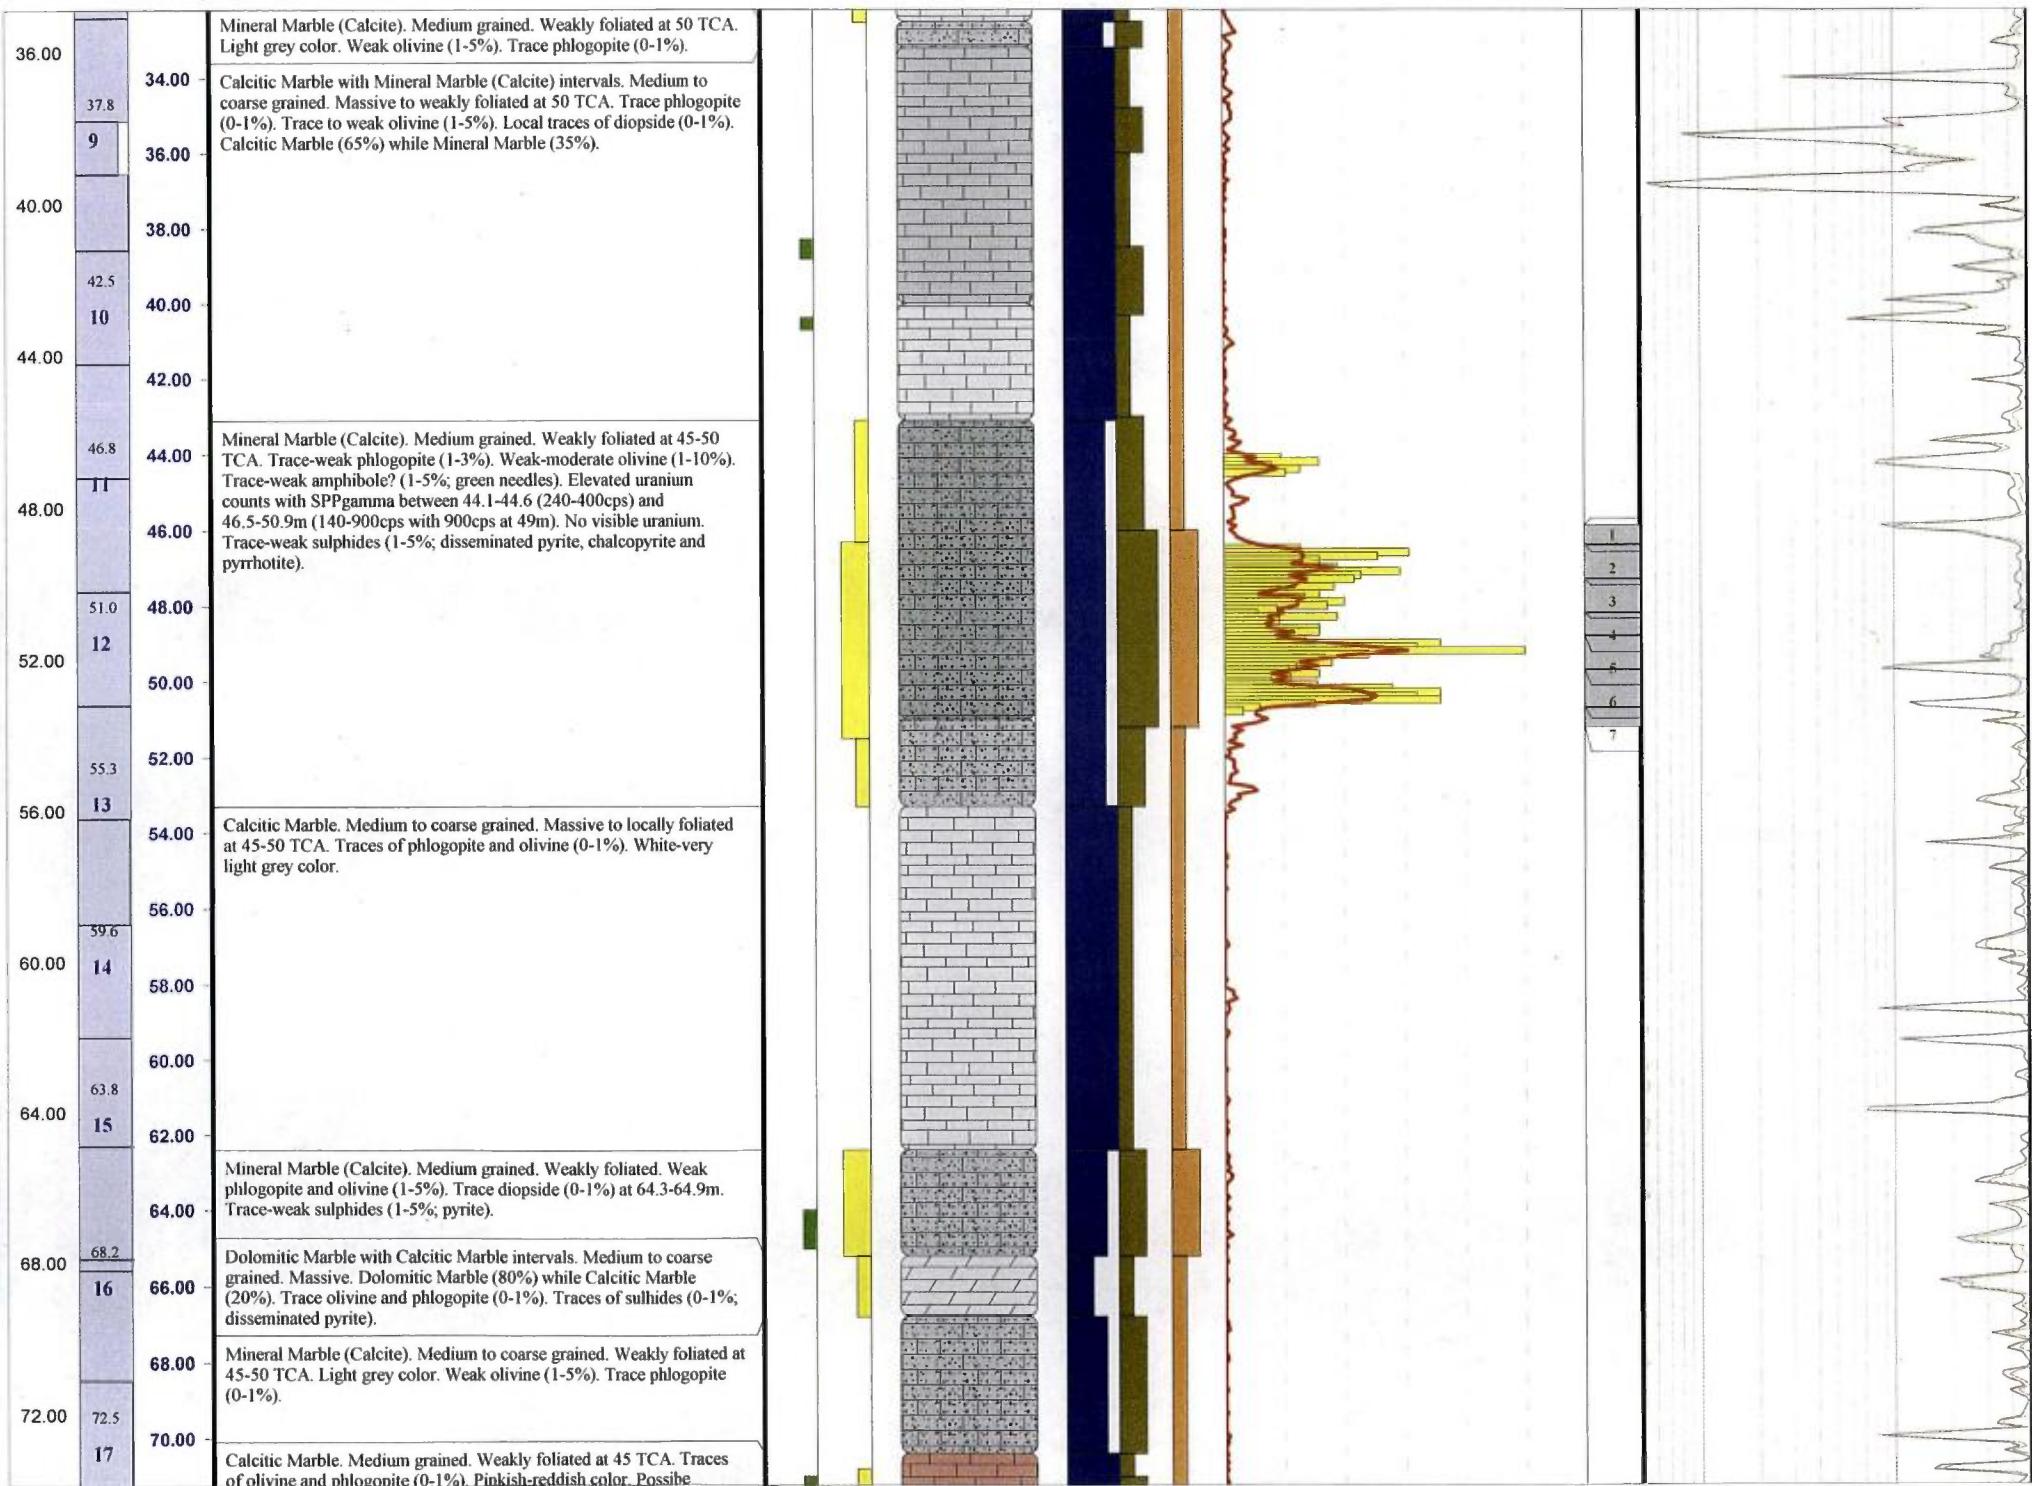 36.00
40.00
44.00
48.00
52.00
56.00
60.00
64.00
68.00
72.00
37.8
9
42.5
10
46.8
11
51.0
12
55.3
13
59.6
14
63.8
15
68.2
16
72.5
17
34.00
36.00
38.00
40.00
42.00
44.00
46.00
48.00
50.00
52.00
54.00
56.00
58.00
60.00
62.00
64.00
66.00
68.00
70.00
Mineral Marble (Calcite). Medium grained. Weakly foliated at 50 TCA.
Light grey color. Weak olivine (1-5%). Trace phlogopite (0-1%).
Calcitic Marble with Mineral Marble (Calcite) intervals. Medium to
coarse grained. Massive to weakly foliated at 50 TCA. Trace phlogopite
(0-1%). Trace to weak olivine (1-5%). Local traces of diopside (0-1%).
Calcitic Marble (65%) while Mineral Marble (35%).
Mineral Marble (Calcite). Medium grained. Weakly foliated at 45-50
TCA. Trace-weak phlogopite (1-3%). Weak-moderate olivine (1-10%).
Trace-weak amphibole? (1-5%; green needles). Elevated uranium
counts with SPPgamma between 44.1-44.6 (240-400cps) and
46.5-50.9m (140-900cps with 900cps at 49m). No visible uranium.
Trace-weak sulphides (1-5%; disseminated pyrite, chalcopyrite and
pyrrhotite).
Calcitic Marble. Medium to coarse grained. Massive to locally foliated
at 45-50 TCA. Traces of phlogopite and olivine (0-1%). White-very
light grey color.
Mineral Marble (Calcite). Medium grained. Weakly foliated. Weak
phlogopite and olivine (1-5%). Trace diopside (0-1%) at 64.3-64.9m.
Trace-weak sulphides (1-5%; pyrite).
Dolomitic Marble with Calcitic Marble intervals. Medium to coarse
grained. Massive. Dolomitic Marble (80%) while Calcitic Marble
(20%). Trace olivine and phlogopite (0-1%). Traces of sulhides (0-1%;
disseminated pyrite).
Mineral Marble (Calcite). Medium to coarse grained. Weakly foliated at
45-50 TCA. Light grey color. Weak olivine (1-5%). Trace phlogopite
(0-1%).
Calcitic Marble. Medium grained. Weakly foliated at 45 TCA. Traces
of olivine and phlogopite (0-1%). Pinkish-reddish color. Possibe
1
2
3
4
5
6
7